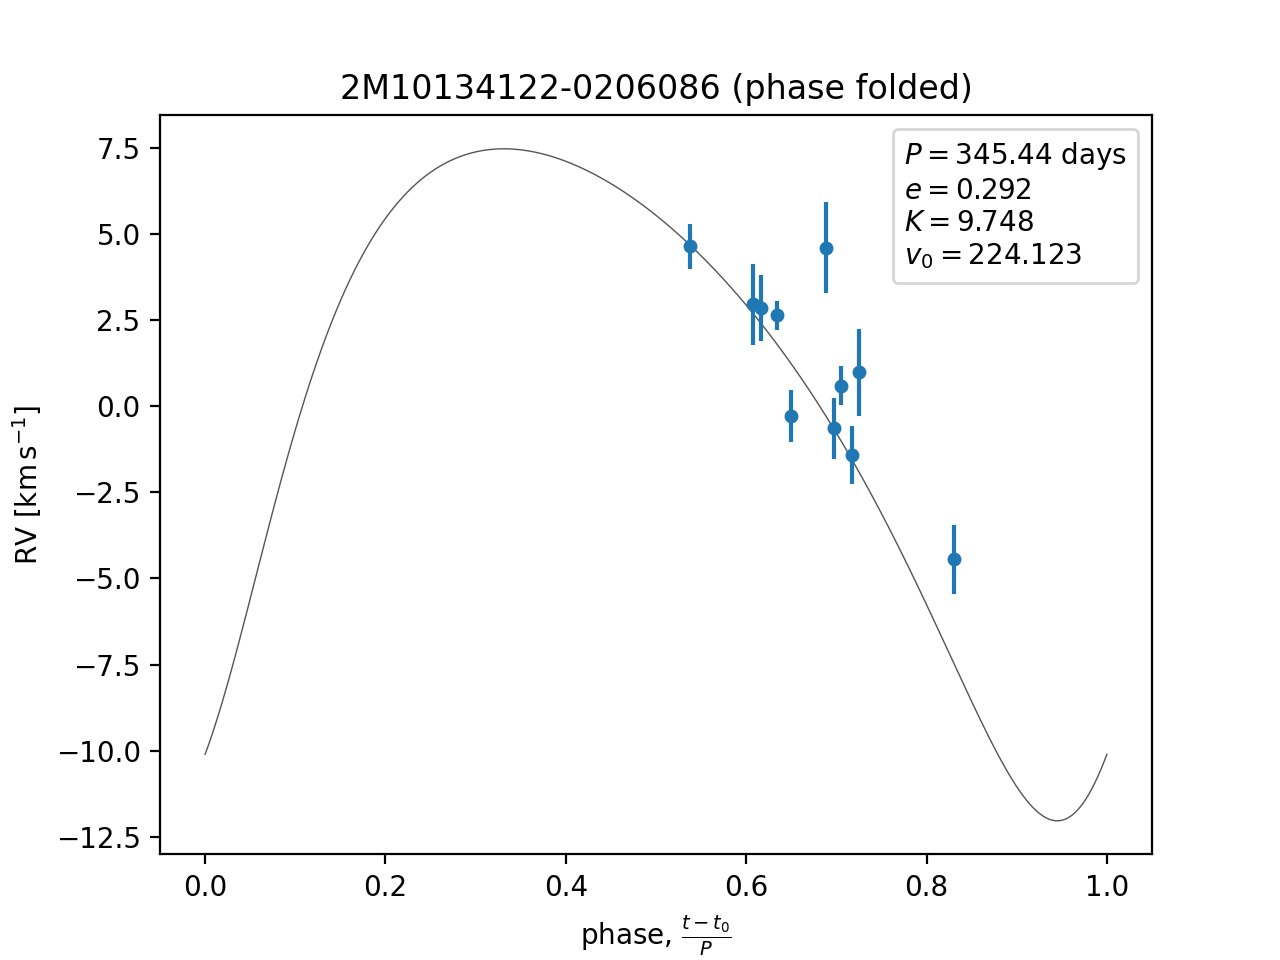 2M10134122-0206086 (phase folded)
P = 345.44 days
e = 0.292
K = 9.748
v₀ = 224.123
7.5
5.0
2.5
0.0
−2.5
−5.0
−7.5
−10.0
−12.5
RV [km s⁻¹]
0.0 0.2 0.4 0.6 0.8 1.0
phase, (t − t₀)/P